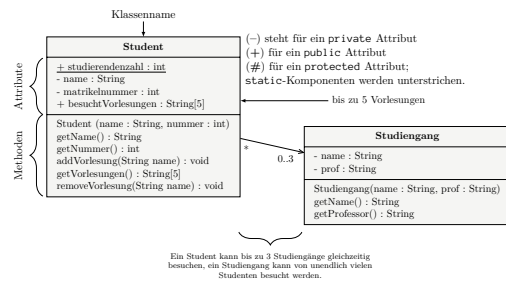 Klassenname
Student
+ studierendenzahl : int
- name : String
- matrikelnummer : int
+ besuchtVorlesungen : String[5]
Student (name : String, nummer : int)
getName() : String
getNummer() : int
addVorlesung(String name) : void
getVorlesungen() : String[5]
removeVorlesung(String name) : void
Attribute
Methoden
(–) steht für ein private Attribut
(+) für ein public Attribut
(#) für ein protected Attribut;
static-Komponenten werden unterstrichen.
bis zu 5 Vorlesungen
*
0..3
Studiengang
- name : String
- prof : String
Studiengang(name : String, prof : String)
getName() : String
getProfessor() : String
Ein Student kann bis zu 3 Studiengänge gleichzeitig
besuchen, ein Studiengang kann von unendlich vielen
Studenten besucht werden.